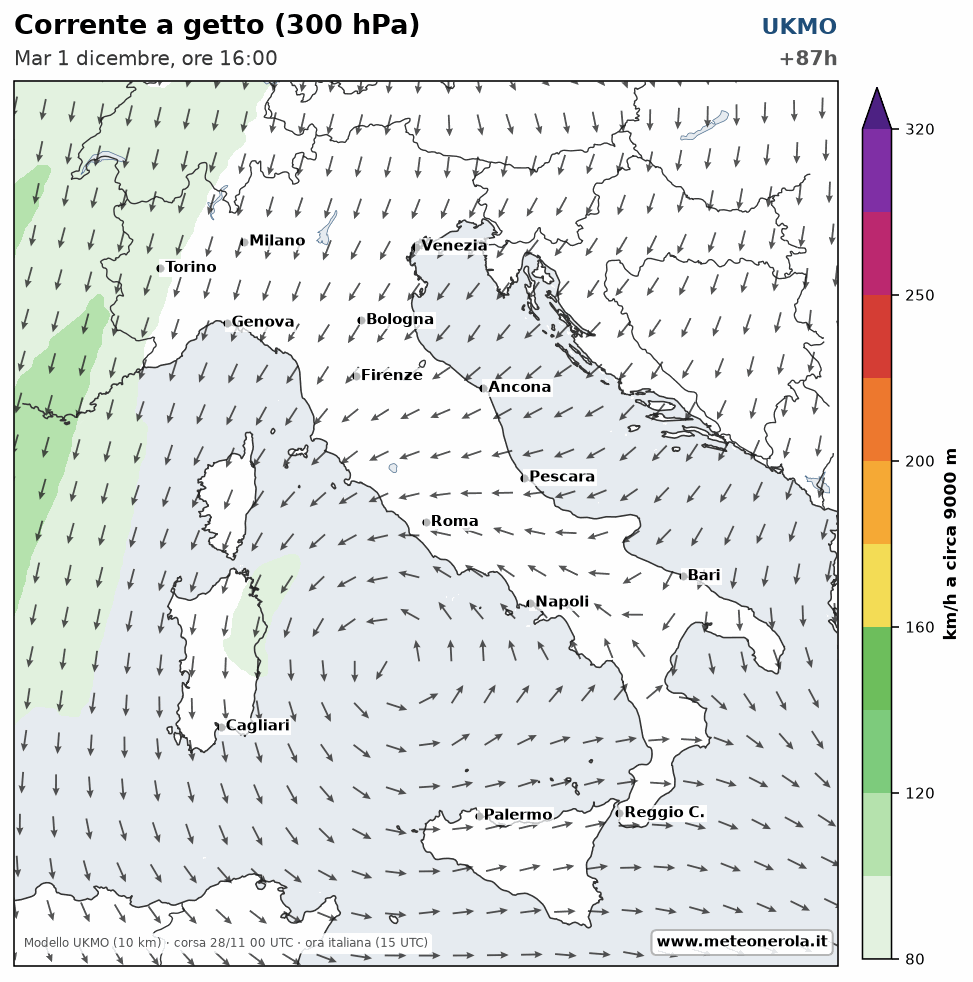 Corrente a getto (300 hPa)
UKMO
Mar 1 dicembre, ore 16:00
+87h
Milano
Venezia
Torino
Genova
Bologna
Firenze
Ancona
Pescara
Roma
Bari
Napoli
Cagliari
Palermo
Reggio C.
320
250
200
160
120
80
km/h a circa 9000 m
Modello UKMO (10 km) · corsa 28/11 00 UTC · ora italiana (15 UTC)
www.meteonerola.it